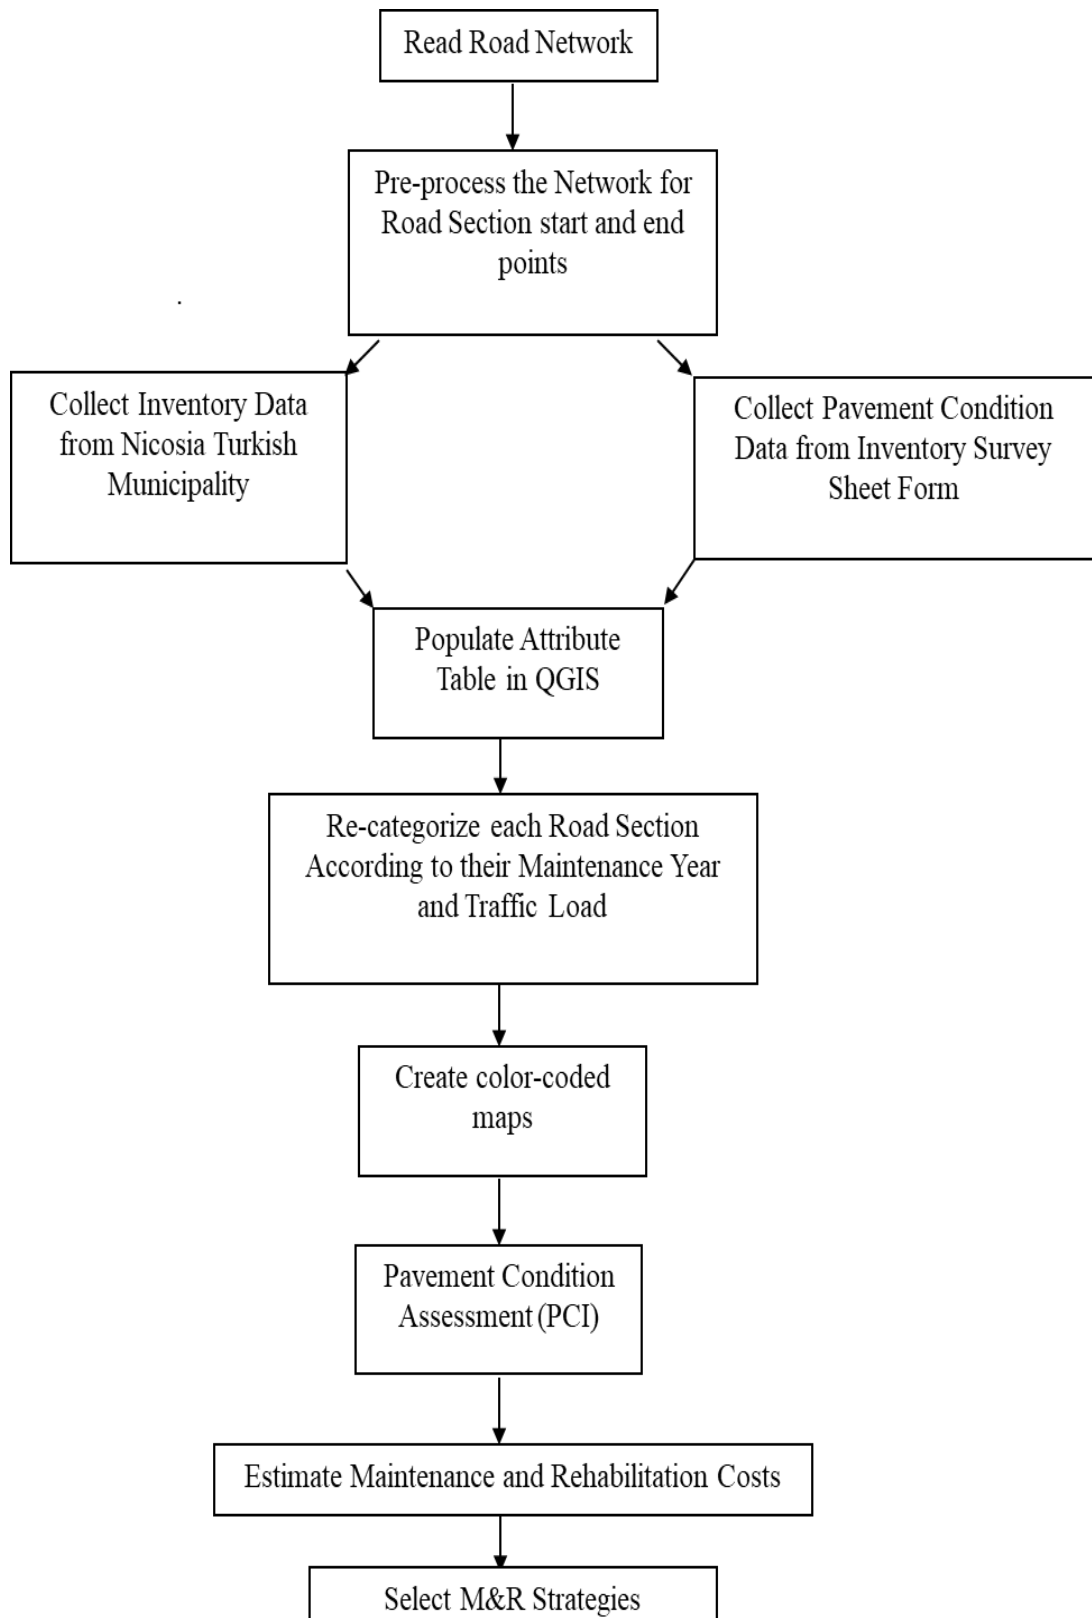 Read Road Network
Pre-process the Network for
Road Section start and end
points
Collect Inventory Data
from Nicosia Turkish
Municipality
Collect Pavement Condition
Data from Inventory Survey
Sheet Form
Populate Attribute
Table in QGIS
Re-categorize each Road Section
According to their Maintenance Year
and Traffic Load
Create color-coded
maps
Pavement Condition
Assessment (PCI)
Estimate Maintenance and Rehabilitation Costs
Select M&R Strategies